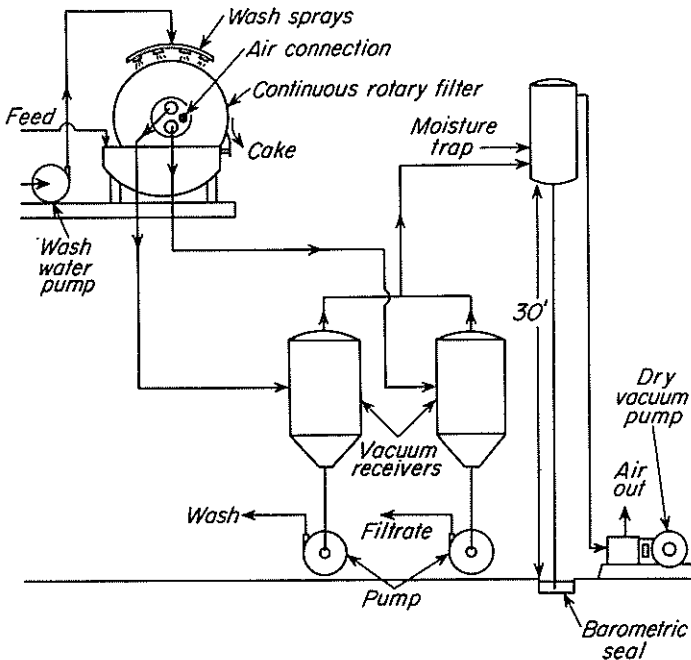 Wash sprays
Air connection
Continuous rotary filter
Feed
Cake
Moisture
trap
Wash
water
pump
30'
Dry
vacuum
pump
Vacuum
receivers
Air
out
Wash
Filtrate
Pump
Barometric
seal